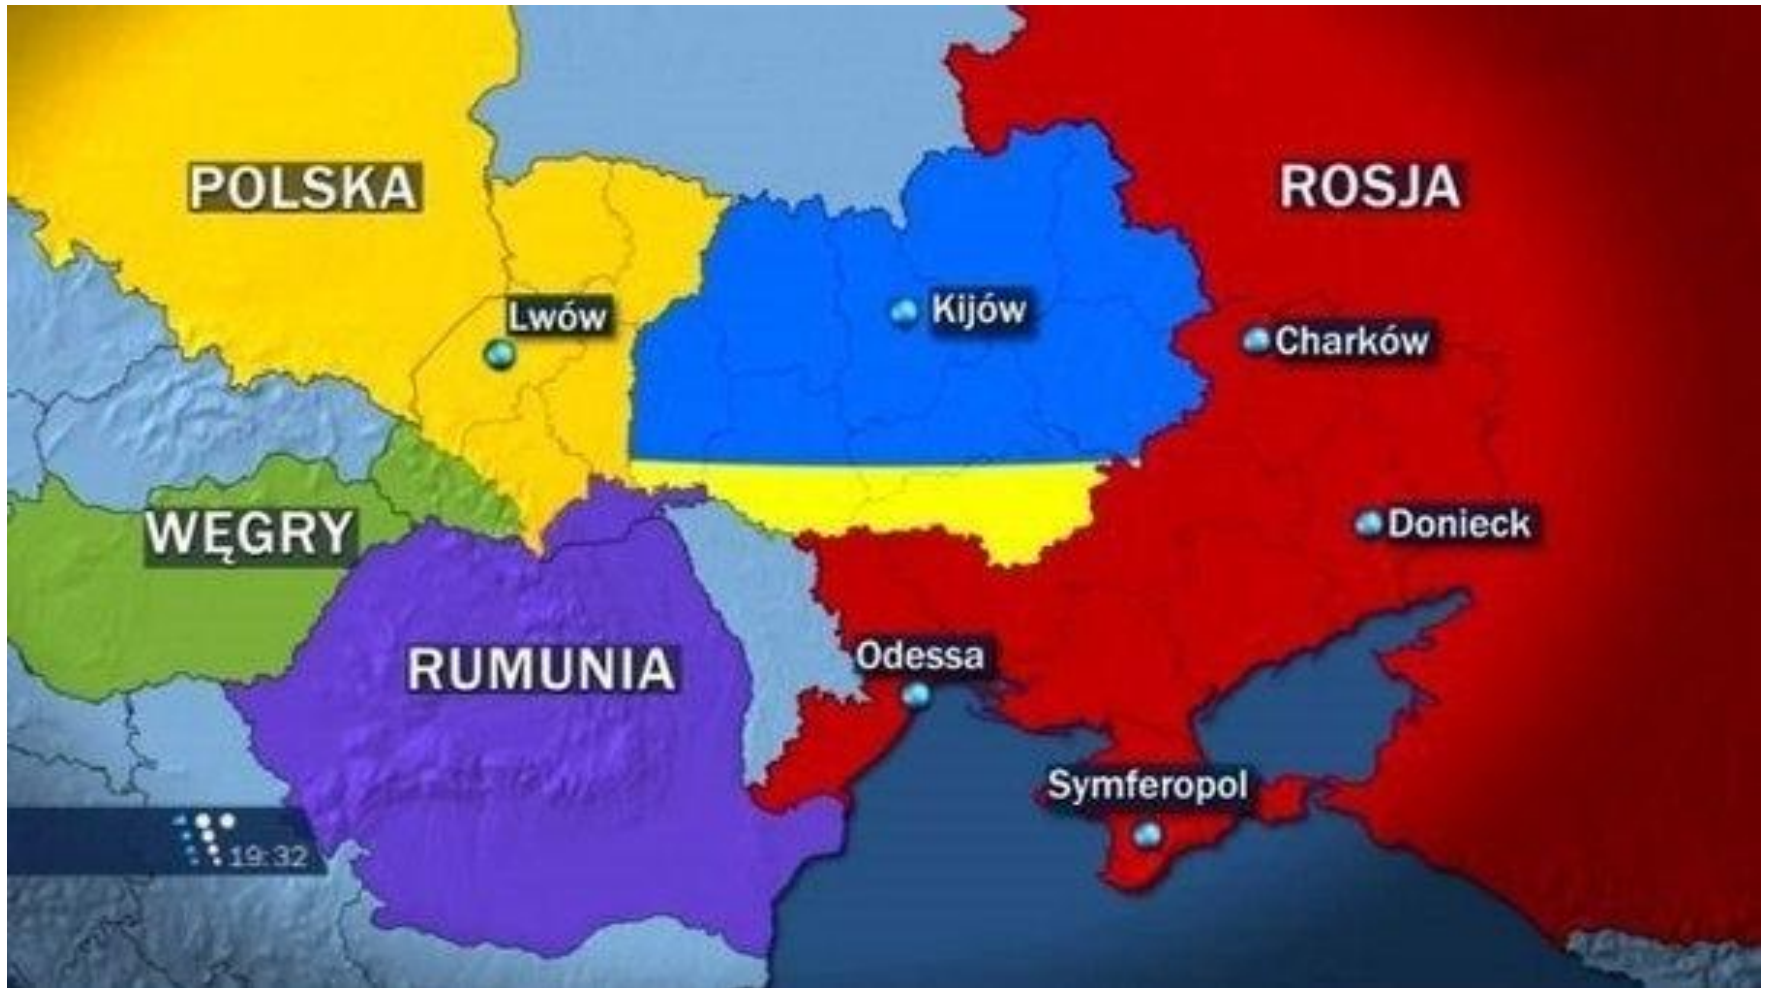 POLSKA
ROSJA
Lwów
Kijów
Charków
WĘGRY
Donieck
RUMUNIA
Odessa
Symferopol
19:32